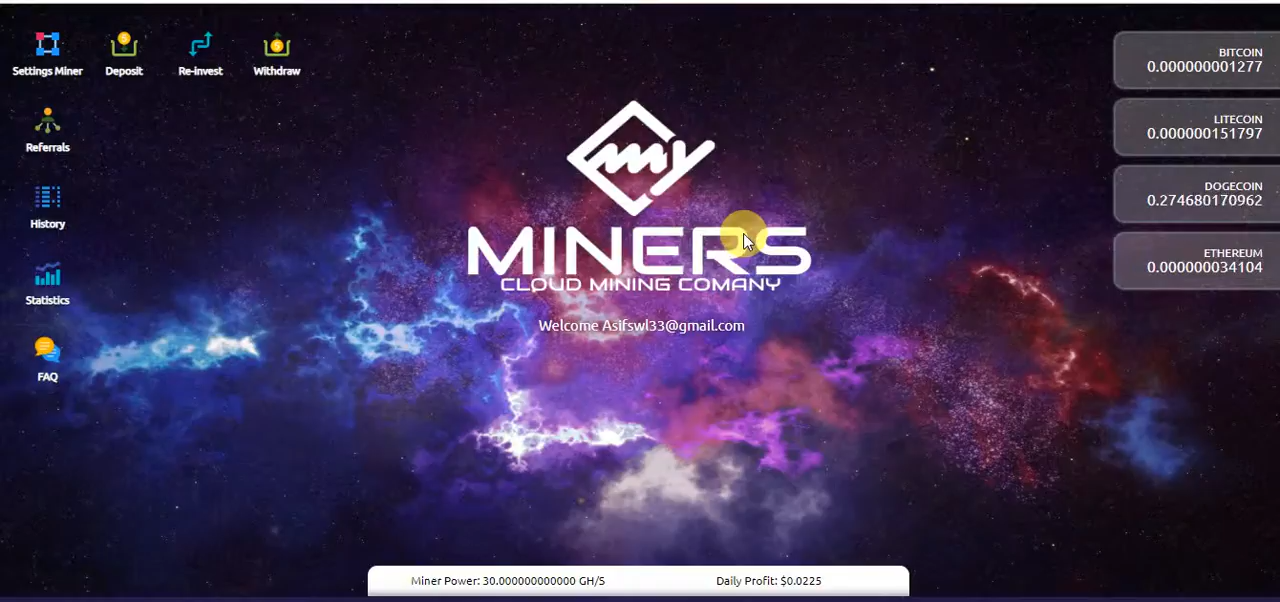 Settings Miner
Deposit
Re-invest
Withdraw
Referrals
History
Statistics
FAQ
my
MINERS
CLOUD MINING COMANY
Welcome Asifswl33@gmail.com
BITCOIN
0.000000001277
LITECOIN
0.000000151797
DOGECOIN
0.274680170962
ETHEREUM
0.000000034104
Miner Power: 30.000000000000 GH/S
Daily Profit: $0.0225